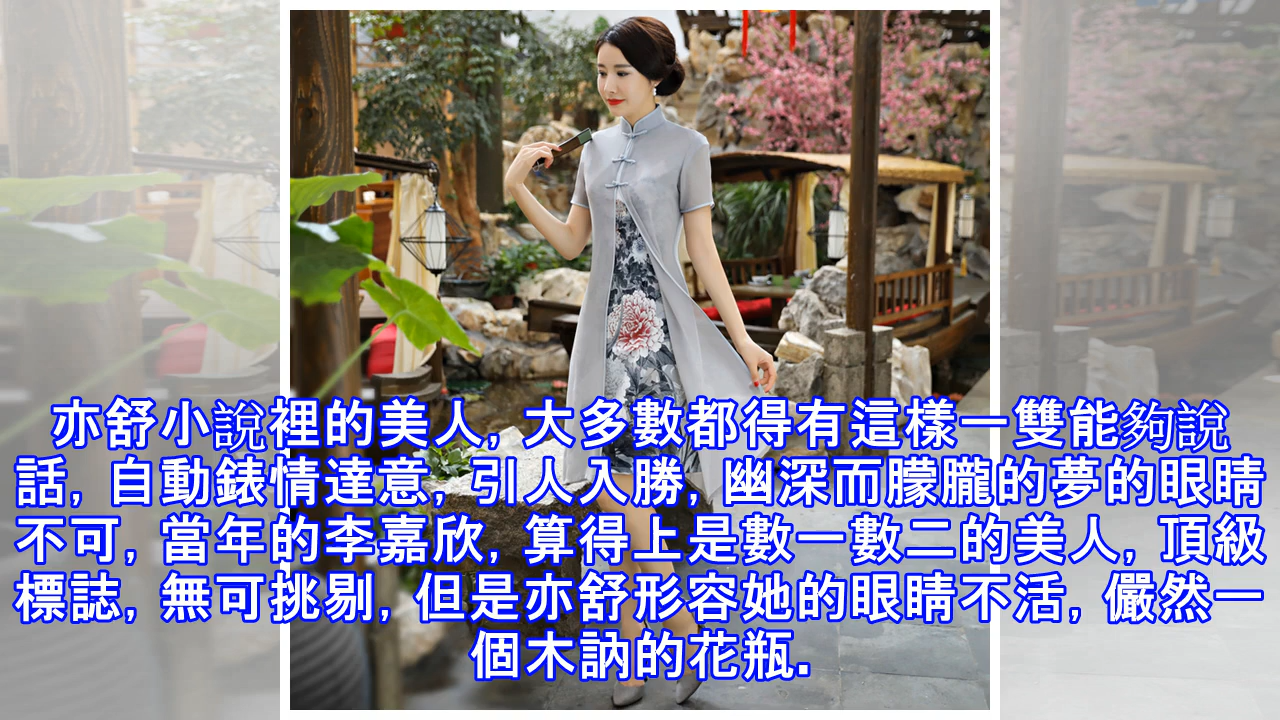 亦舒小說裡的美人, 大多數都得有這樣一雙能夠說
話, 自動錶情達意, 引人入勝, 幽深而朦朧的夢的眼睛
不可, 當年的李嘉欣, 算得上是數一數二的美人, 頂級
標誌, 無可挑剔, 但是亦舒形容她的眼睛不活, 儼然一
個木訥的花瓶.